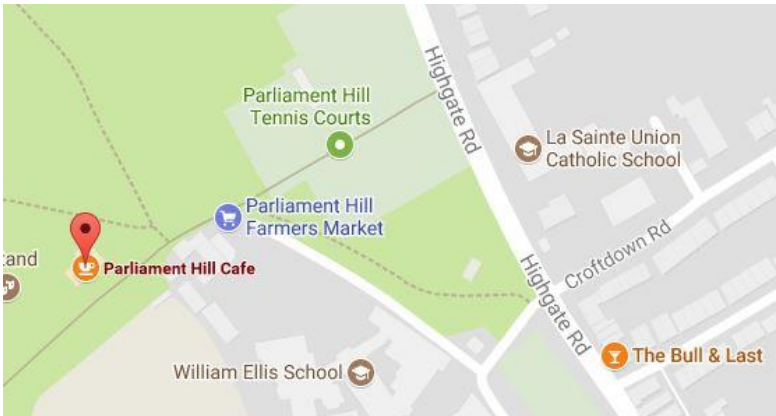 Highgate Rd
Parliament Hill
Tennis Courts
La Sainte Union
Catholic School
Parliament Hill
Farmers Market
tand
Parliament Hill Cafe
Croftdown Rd
Highgate Rd
The Bull & Last
William Ellis School